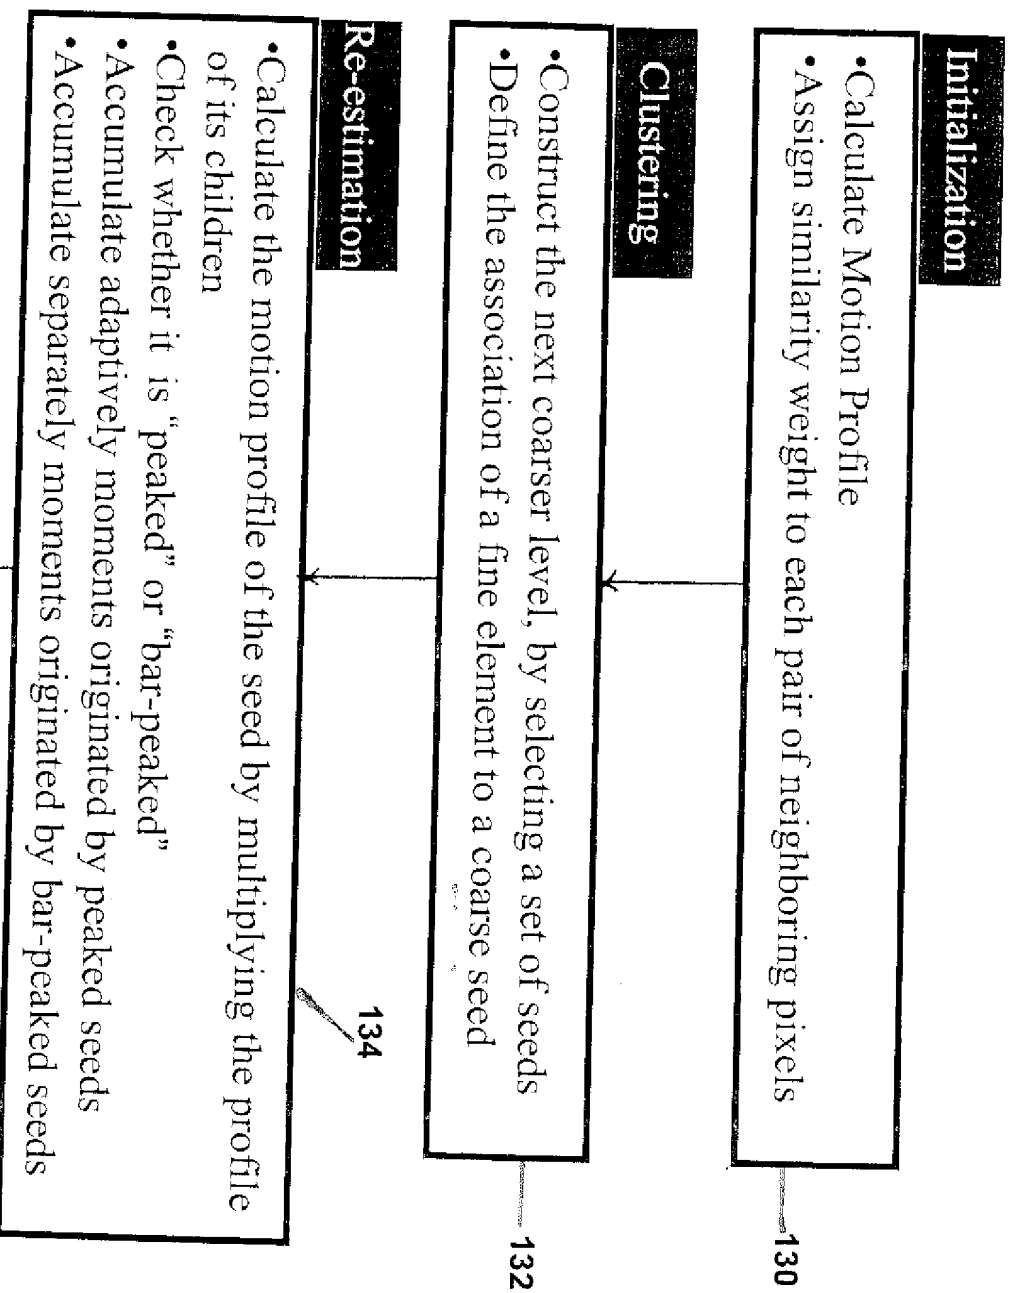 Initialization
•Calculate Motion Profile
•Assign similarity weight to each pair of neighboring pixels
130
Clustering
•Construct the next coarser level, by selecting a set of seeds
•Define the association of a fine element to a coarse seed
132
Re-estimation
•Calculate the motion profile of the seed by multiplying the profile
of its children
•Check whether it is “peaked” or “bar-peaked”
•Accumulate adaptively moments originated by peaked seeds
•Accumulate separately moments originated by bar-peaked seeds
134